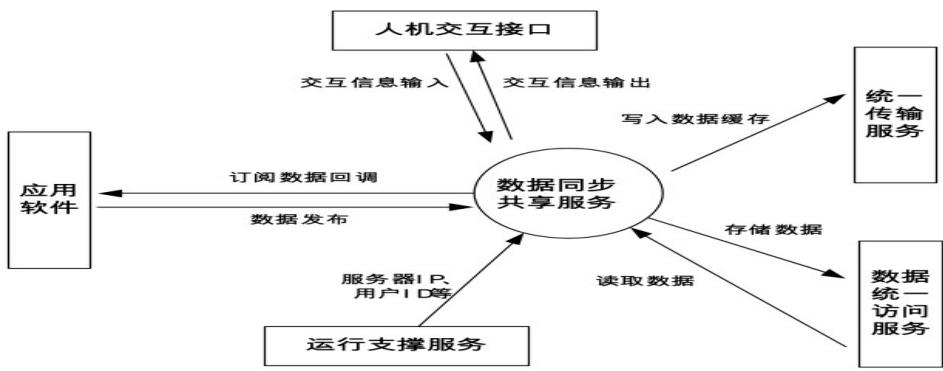 人机交互接口
交互信息输入
交互信息输出
写入数据缓存
统一
传输
服务
应用
软件
订阅数据回调
数据发布
数据同步
共享服务
存储数据
读取数据
服务器IP、
用户ID等
数据
统一
访问
服务
运行支撑服务